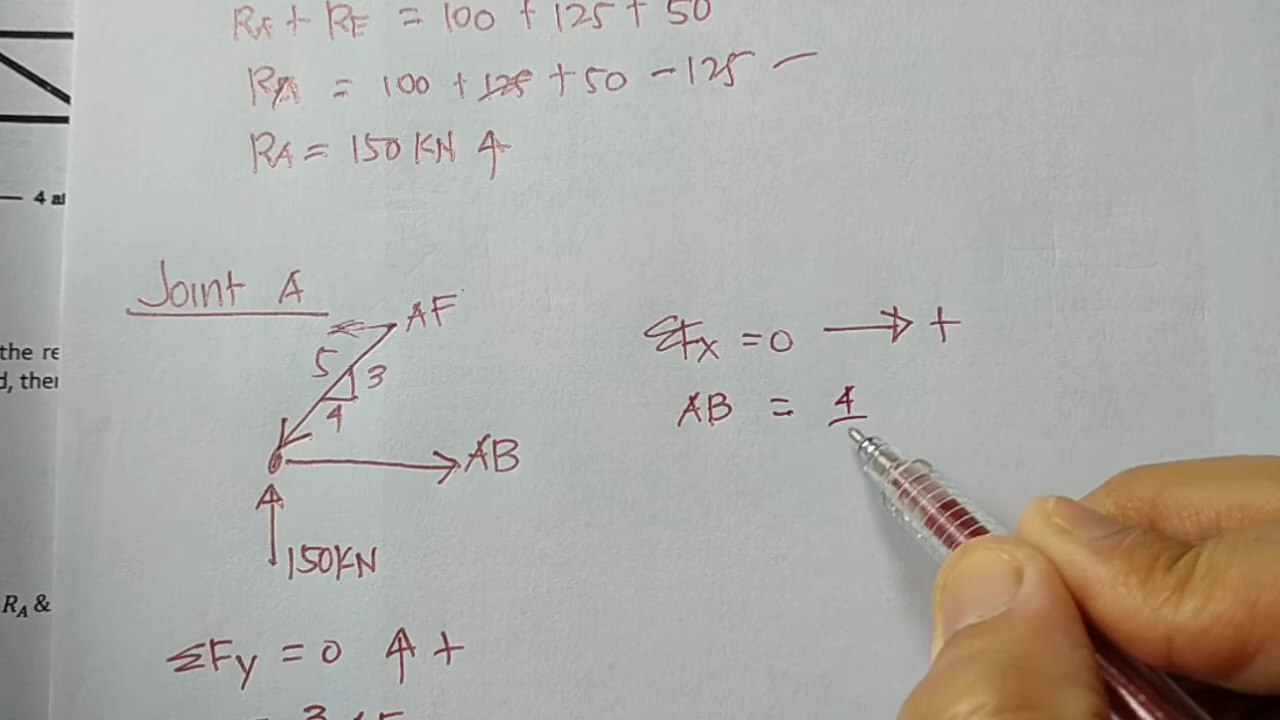 RA + RE = 100 + 125 + 50
RA = 100 + 125 + 50 - 125 -
RA = 150 KN ↑
4
the re
d, ther
RA &
Joint A
AF
5
3
4
AB
150KN
ΣFy = 0 ↑ +
ΣFx = 0 → +
AB = 4